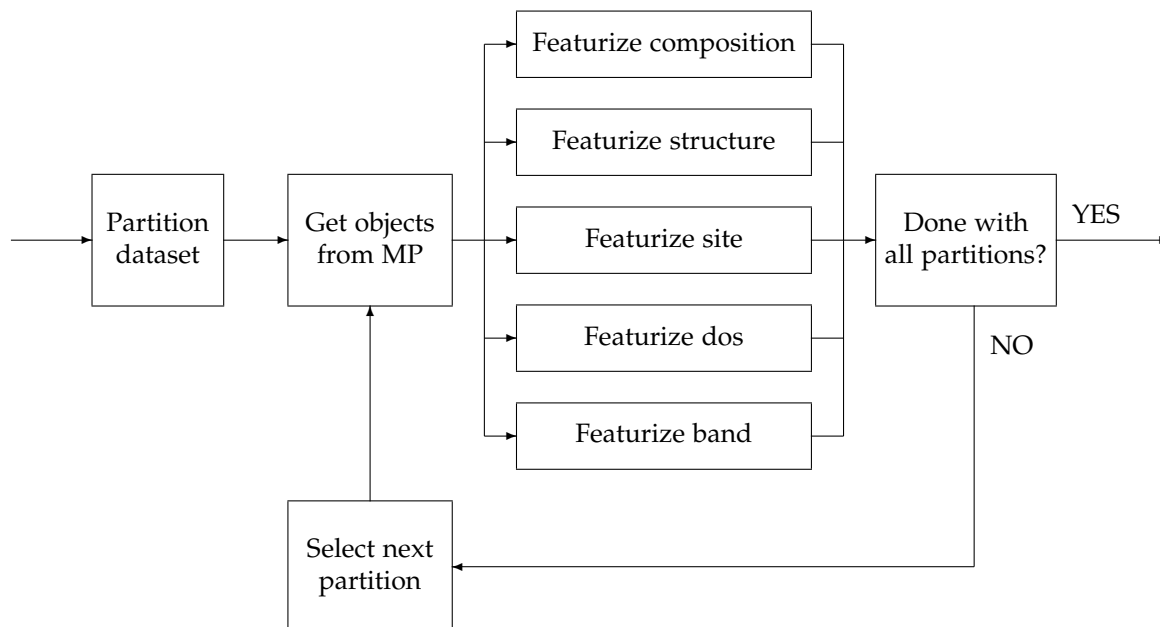 Partition
dataset
Get objects
from MP
Featurize composition
Featurize structure
Featurize site
Featurize dos
Featurize band
Done with
all partitions?
YES
NO
Select next
partition